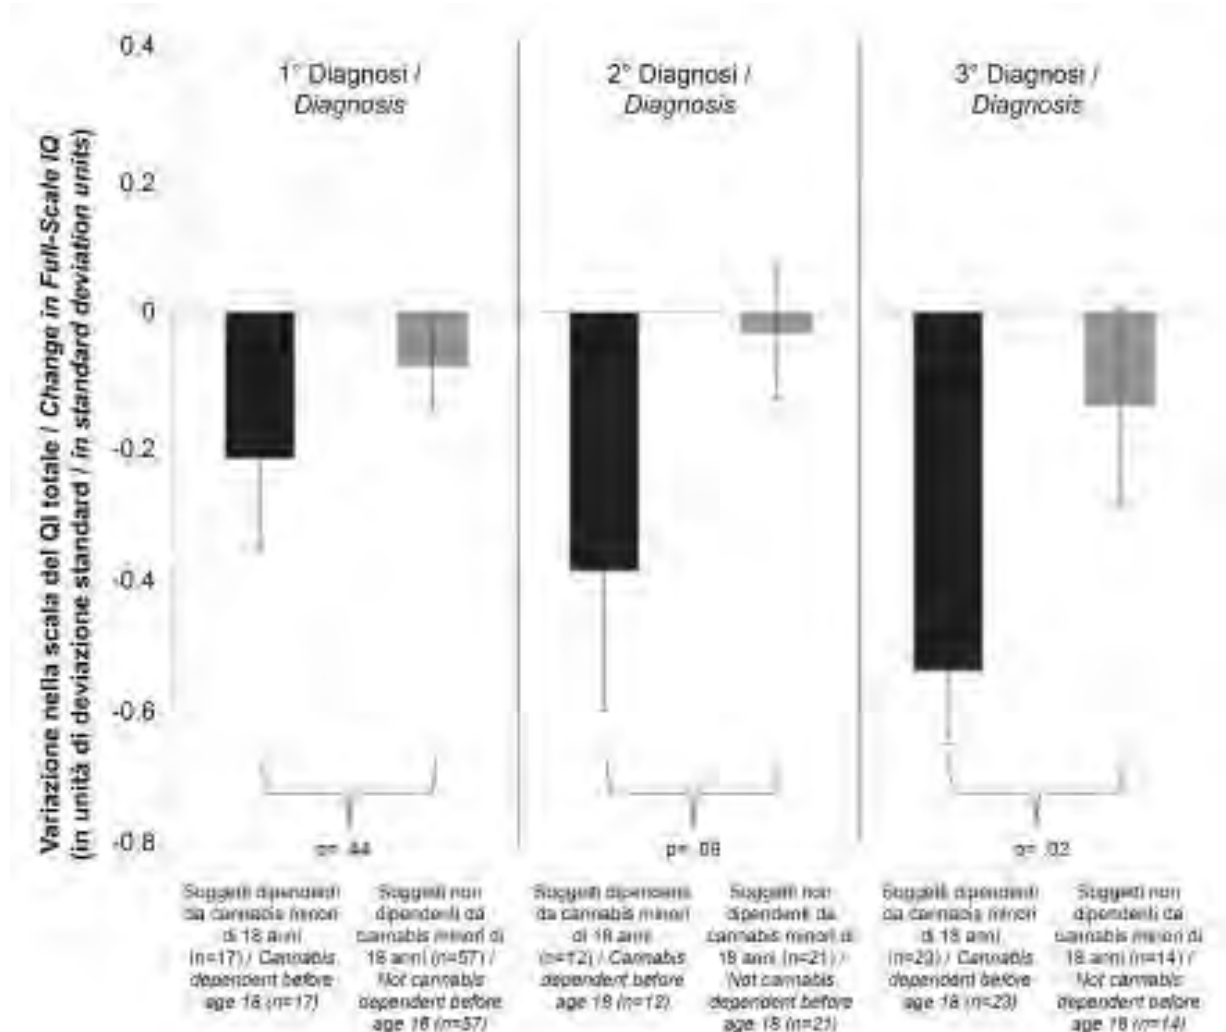 Variazione nella scala del QI totale / Change in Full-Scale IQ
(in unità di deviazione standard / in standard deviation units)
0.4
0.2
0
-0.2
-0.4
-0.6
-0.8
1° Diagnosi /
Diagnosis
2° Diagnosi /
Diagnosis
3° Diagnosi /
Diagnosis
p= .44
p= .02
Soggetti dipendenti
da cannabis minori
di 18 anni
(n=17) / Cannabis
dependent before
age 18 (n=17)
Soggetti non
dipendenti da
cannabis minori di
18 anni (n=57) /
Not cannabis
dependent before
age 18 (n=57)
Soggetti dipendenti
da cannabis minori
di 18 anni
(n=12) / Cannabis
dependent before
age 18 (n=12)
Soggetti non
dipendenti da
cannabis minori di
18 anni (n=21) /
Not cannabis
dependent before
age 18 (n=21)
Soggetti dipendenti
da cannabis minori
di 18 anni
(n=23) / Cannabis
dependent before
age 18 (n=23)
Soggetti non
dipendenti da
cannabis minori di
18 anni (n=14) /
Not cannabis
dependent before
age 18 (n=14)